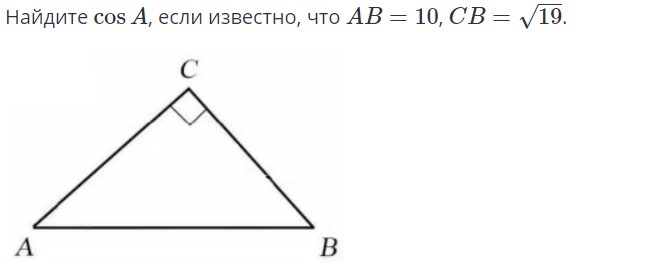 Найдите cos A, если известно, что AB = 10, CB = √19.
C
A B